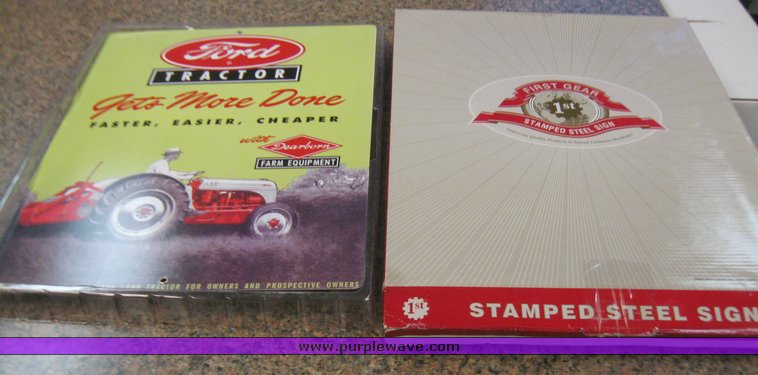 Ford
TRACTOR
Gets More Done
FASTER, EASIER, CHEAPER
with Dearborn
FARM EQUIPMENT
TRACTOR FOR OWNERS AND PROSPECTIVE OWNERS
FIRST GEAR
1st
STAMPED STEEL SIGN
1st STAMPED STEEL SIGN
www.purplewave.com